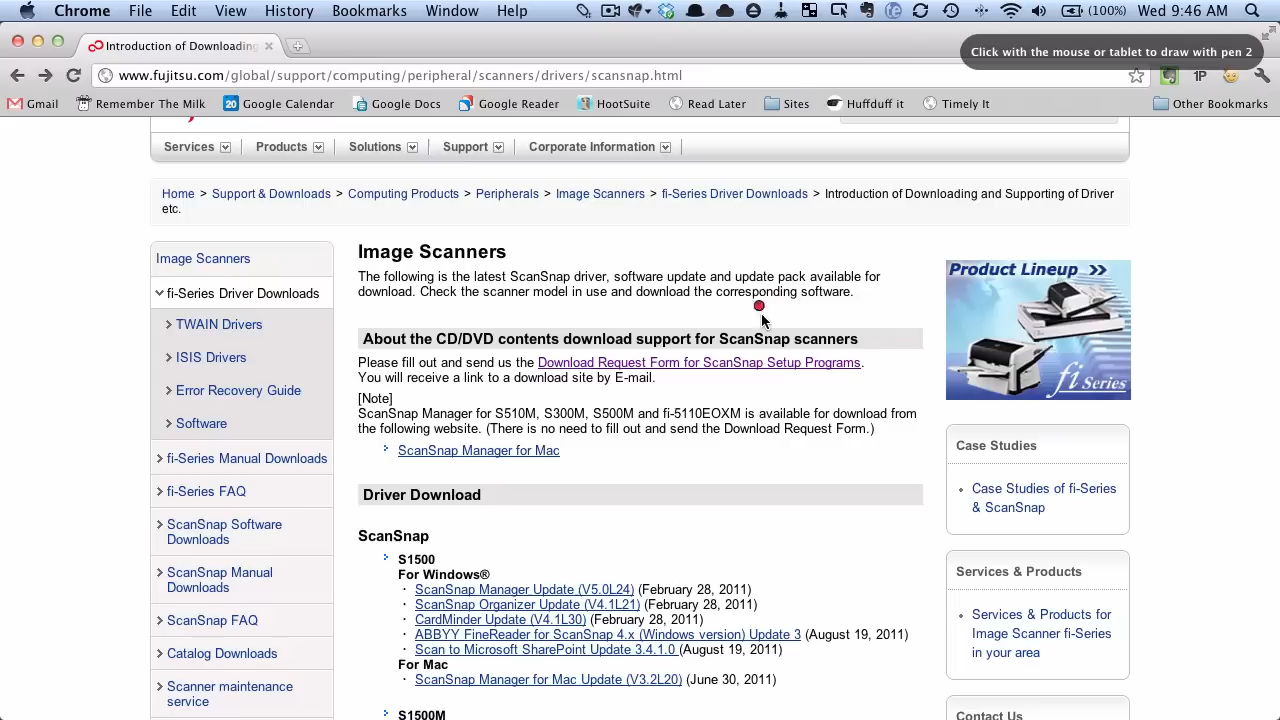 Chrome File Edit View History Bookmarks Window Help (100%) Wed 9:46 AM
Introduction of Downloading
Click with the mouse or tablet to draw with pen 2
www.fujitsu.com/global/support/computing/peripheral/scanners/drivers/scansnap.html
1P
Gmail Remember The Milk 20 Google Calendar Google Docs Google Reader HootSuite Read Later Sites Huffduff it Timely It Other Bookmarks
Services Products Solutions Support Corporate Information
Home > Support & Downloads > Computing Products > Peripherals > Image Scanners > fi-Series Driver Downloads > Introduction of Downloading and Supporting of Driver
etc.
Image Scanners
fi-Series Driver Downloads
TWAIN Drivers
ISIS Drivers
Error Recovery Guide
Software
fi-Series Manual Downloads
fi-Series FAQ
ScanSnap Software
Downloads
ScanSnap Manual
Downloads
ScanSnap FAQ
Catalog Downloads
Scanner maintenance
service
Image Scanners
The following is the latest ScanSnap driver, software update and update pack available for
download. Check the scanner model in use and download the corresponding software.
About the CD/DVD contents download support for ScanSnap scanners
Please fill out and send us the Download Request Form for ScanSnap Setup Programs.
You will receive a link to a download site by E-mail.
[Note]
ScanSnap Manager for S510M, S300M, S500M and fi-5110EOXM is available for download from
the following website. (There is no need to fill out and send the Download Request Form.)
ScanSnap Manager for Mac
Driver Download
ScanSnap
S1500
For Windows®
· ScanSnap Manager Update (V5.0L24) (February 28, 2011)
· ScanSnap Organizer Update (V4.1L21) (February 28, 2011)
· CardMinder Update (V4.1L30) (February 28, 2011)
· ABBYY FineReader for ScanSnap 4.x (Windows version) Update 3 (August 19, 2011)
· Scan to Microsoft SharePoint Update 3.4.1.0 (August 19, 2011)
For Mac
· ScanSnap Manager for Mac Update (V3.2L20) (June 30, 2011)
S1500M
Product Lineup >>
fi Series
Case Studies
• Case Studies of fi-Series
& ScanSnap
Services & Products
• Services & Products for
Image Scanner fi-Series
in your area
Contact Us